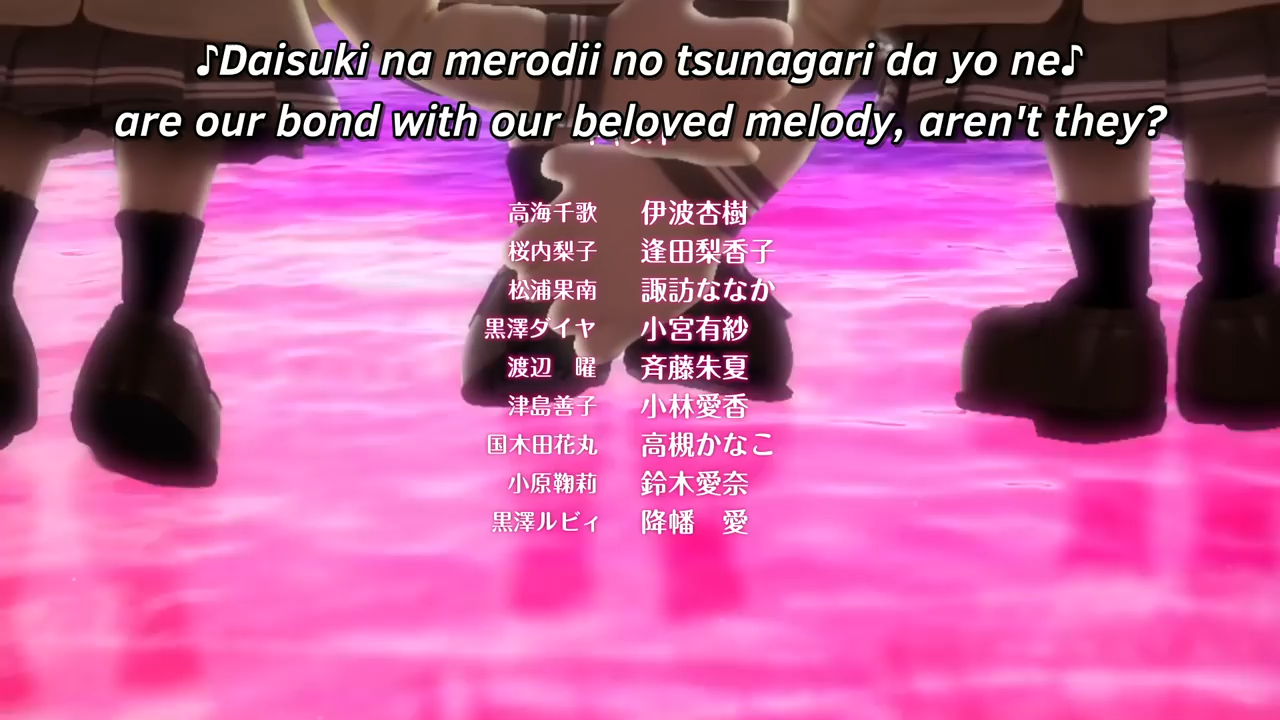 ♪Daisuki na merodii no tsunagari da yo ne♪
are our bond with our beloved melody, aren't they?
キャスト
高海千歌 伊波杏樹
桜内梨子 逢田梨香子
松浦果南 諏訪ななか
黒澤ダイヤ 小宮有紗
渡辺 曜 斉藤朱夏
津島善子 小林愛香
国木田花丸 高槻かなこ
小原鞠莉 鈴木愛奈
黒澤ルビィ 降幡 愛